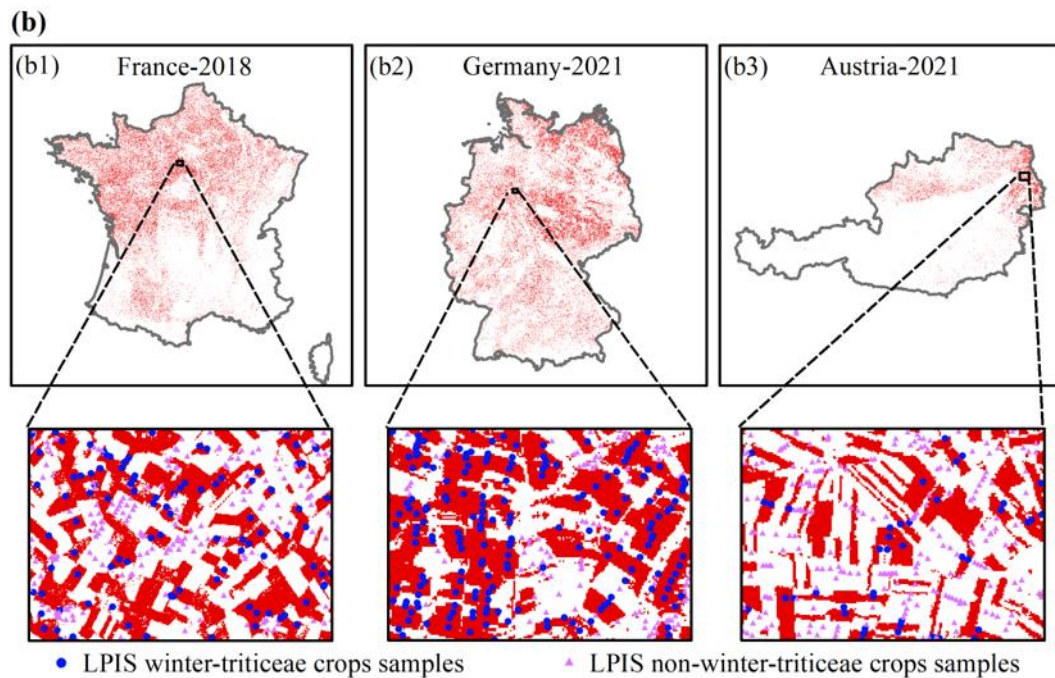 (b)
(b1) France-2018
(b2) Germany-2021
(b3) Austria-2021
LPIS winter-triticeae crops samples
LPIS non-winter-triticeae crops samples